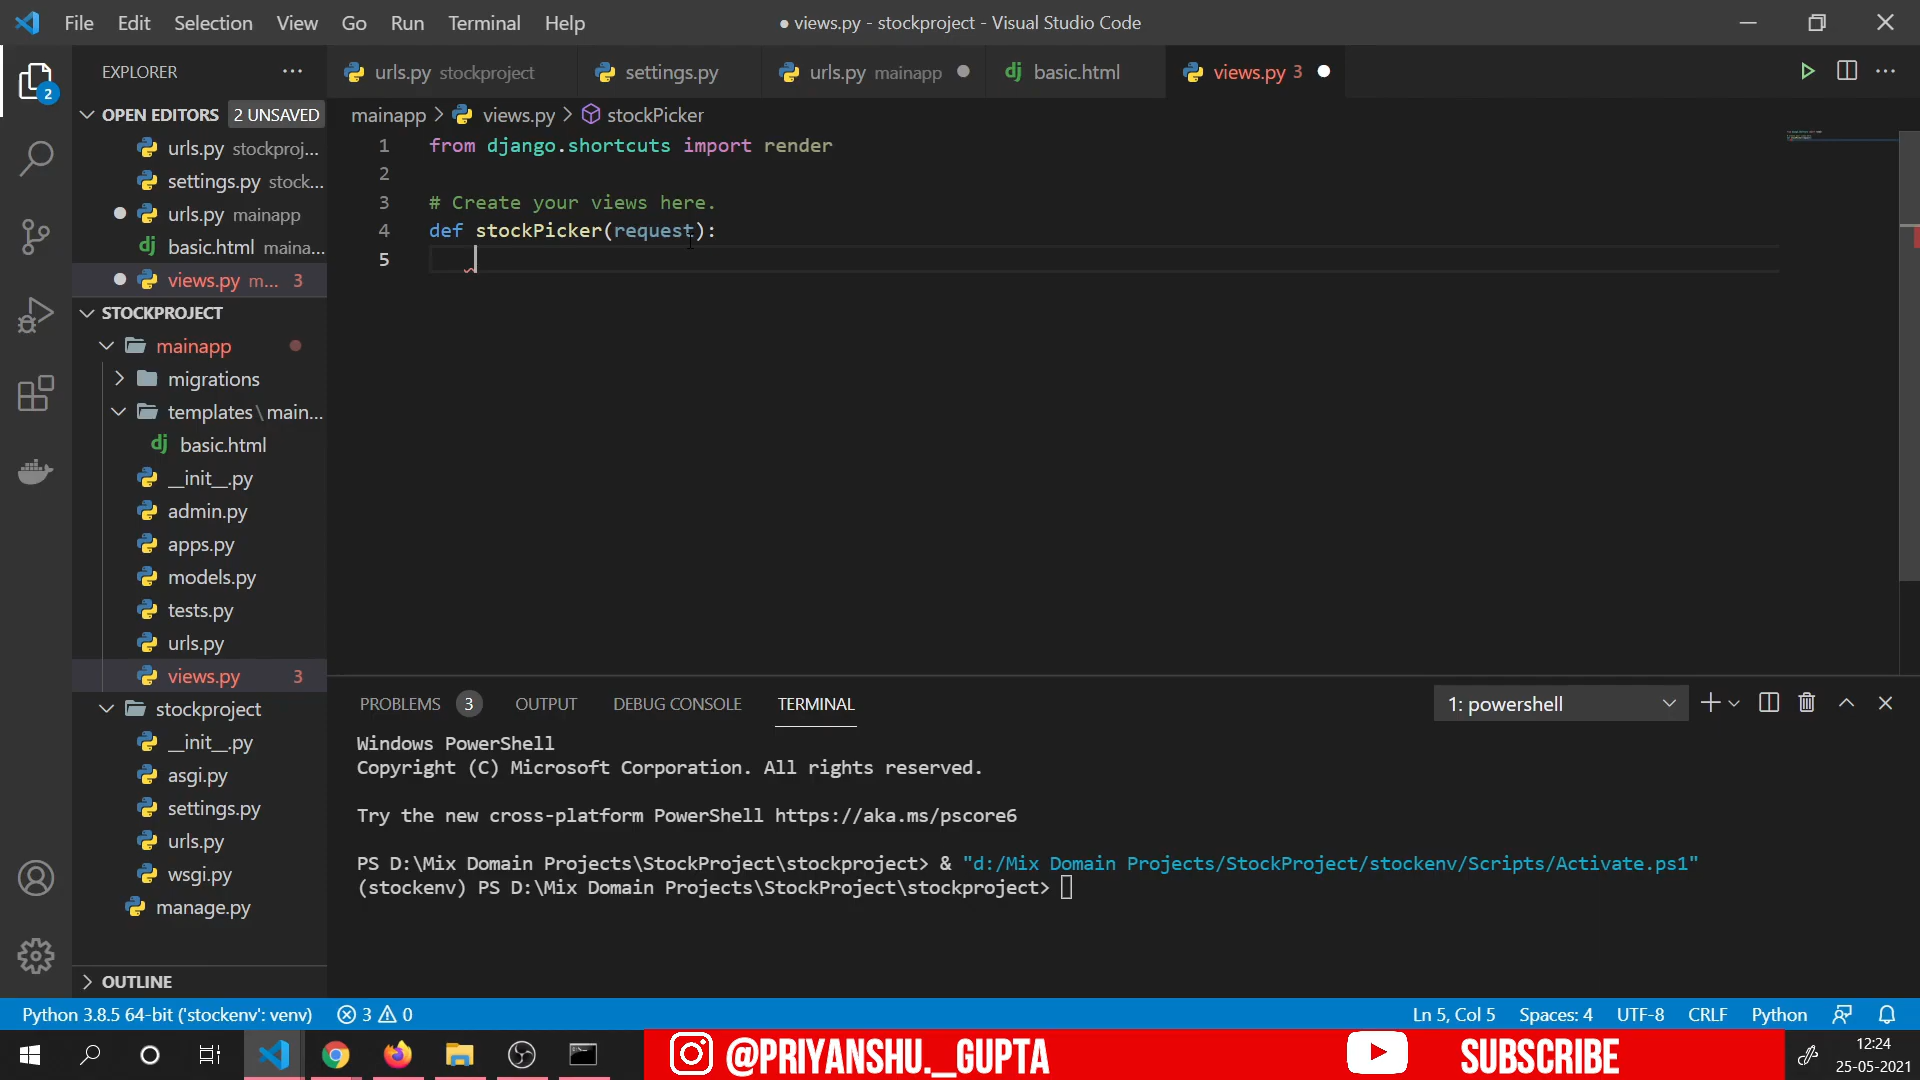 File Edit Selection View Go Run Terminal Help
● views.py - stockproject - Visual Studio Code
EXPLORER
urls.py stockproject
settings.py
urls.py mainapp
basic.html
views.py 3
OPEN EDITORS 2 UNSAVED
urls.py stockproj...
settings.py stock...
urls.py mainapp
basic.html maina...
views.py m... 3
STOCKPROJECT
mainapp
migrations
templates\main...
basic.html
__init__.py
admin.py
apps.py
models.py
tests.py
urls.py
views.py 3
stockproject
__init__.py
asgi.py
settings.py
urls.py
wsgi.py
manage.py
OUTLINE
2
mainapp > views.py > stockPicker
1 from django.shortcuts import render
2
3 # Create your views here.
4 def stockPicker(request):
5
PROBLEMS 3 OUTPUT DEBUG CONSOLE TERMINAL
1: powershell
Windows PowerShell
Copyright (C) Microsoft Corporation. All rights reserved.
Try the new cross-platform PowerShell https://aka.ms/pscore6
PS D:\Mix Domain Projects\StockProject\stockproject> & "d:/Mix Domain Projects/StockProject/stockenv/Scripts/Activate.ps1"
(stockenv) PS D:\Mix Domain Projects\StockProject\stockproject>
Python 3.8.5 64-bit ('stockenv': venv) 3 0
Ln 5, Col 5 Spaces: 4 UTF-8 CRLF Python
@PRIYANSHU._GUPTA
SUBSCRIBE
12:24
25-05-2021